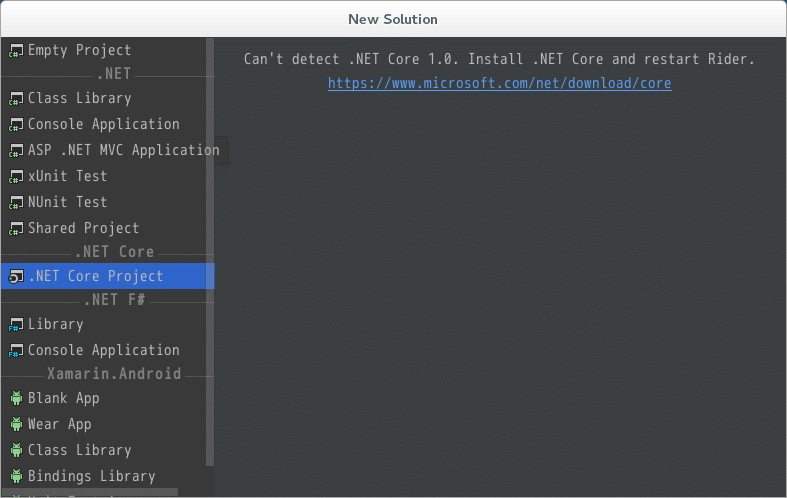 New Solution
Empty Project
.NET
Class Library
Console Application
ASP .NET MVC Application
xUnit Test
NUnit Test
Shared Project
.NET Core
.NET Core Project
.NET F#
Library
Console Application
Xamarin.Android
Blank App
Wear App
Class Library
Bindings Library
Can't detect .NET Core 1.0. Install .NET Core and restart Rider.
https://www.microsoft.com/net/download/core